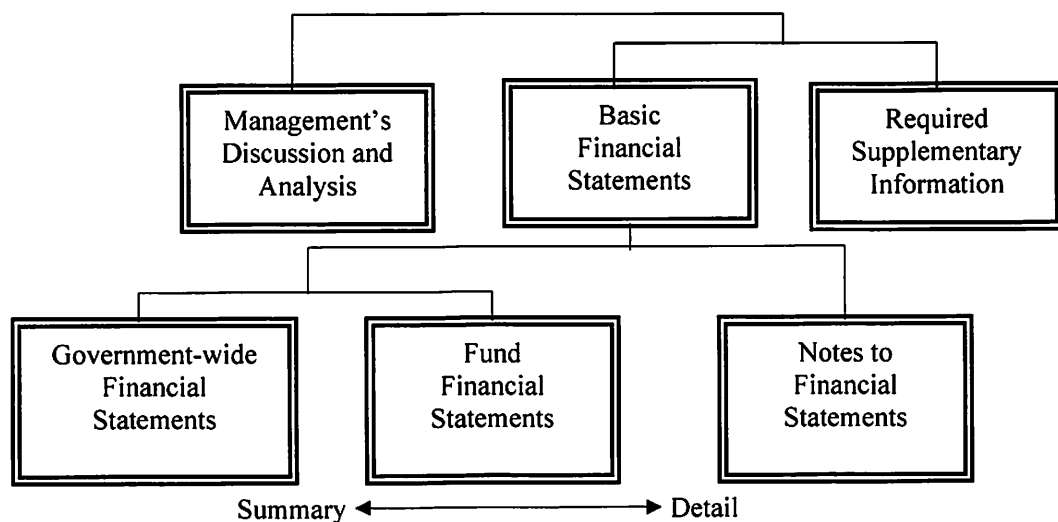 Management's
Discussion and
Analysis
Basic
Financial
Statements
Required
Supplementary
Information
Government-wide
Financial
Statements
Fund
Financial
Statements
Notes to
Financial
Statements
Summary
Detail